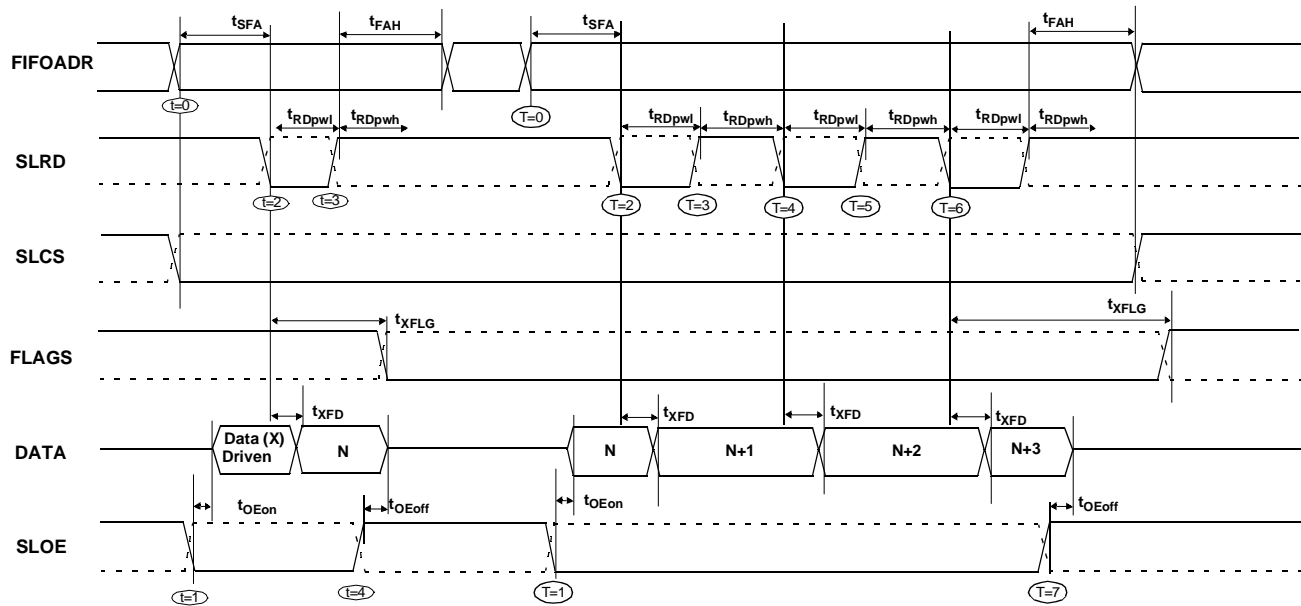 tSFA tFAH tSFA tFAH
FIFOADR
t=0 T=0
tRDpwl tRDpwh tRDpwl tRDpwh tRDpwl tRDpwh tRDpwl tRDpwh
SLRD
t=2 t=3 T=2 T=3 T=4 T=5 T=6
SLCS
tXFLG tXFLG
FLAGS
tXFD tXFD tXFD tXFD
DATA
Data (X)
Driven
N N N+1 N+2 N+3
tOEon tOEoff tOEon tOEoff
SLOE
t=1 t=4 T=1 T=7